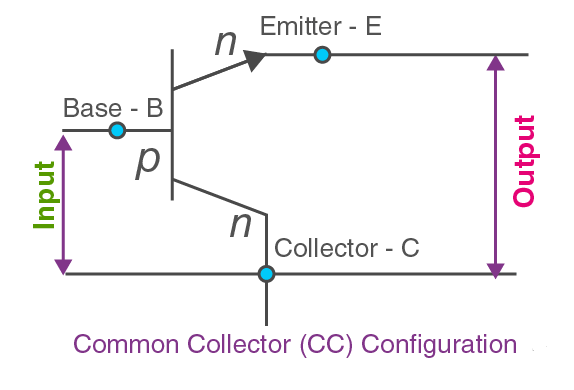 n
Emitter - E
Base - B
p
Input
Output
n
Collector - C
Common Collector (CC) Configuration